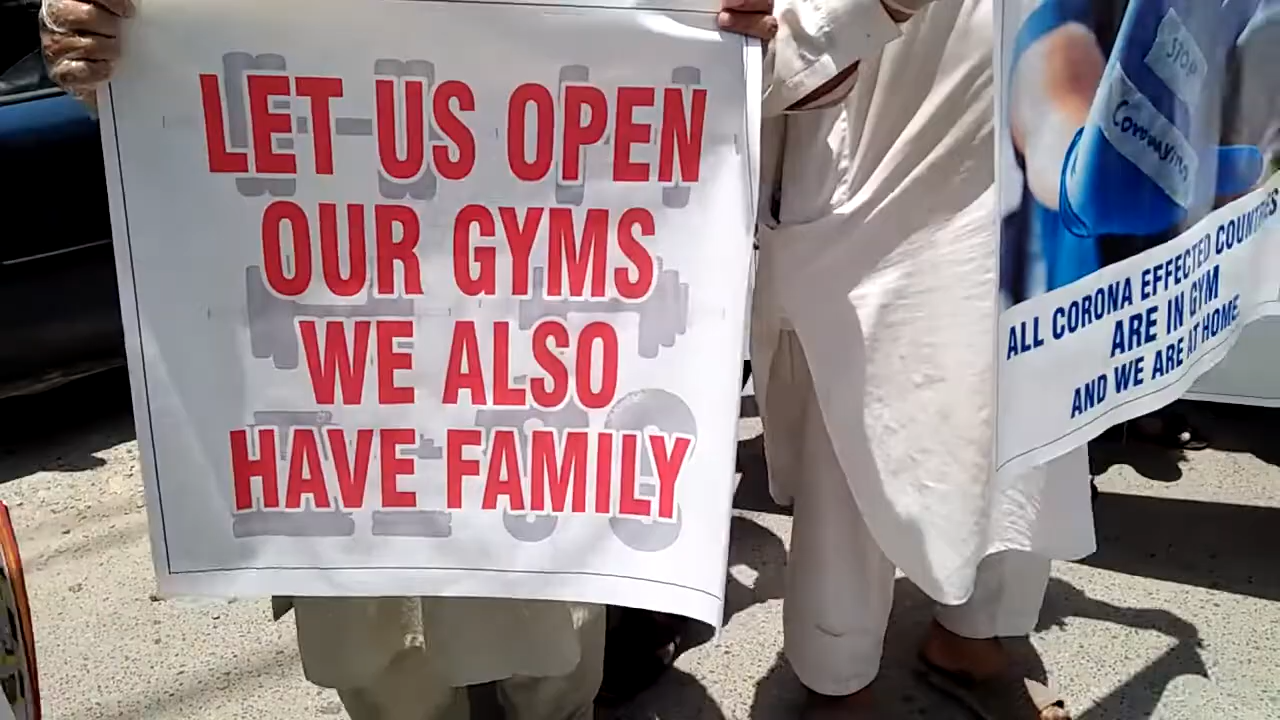 LET US OPEN
OUR GYMS
WE ALSO
HAVE FAMILY
STOP
Coronavirus
ALL CORONA EFFECTED COUNTRIES
ARE IN GYM
AND WE ARE AT HOME.